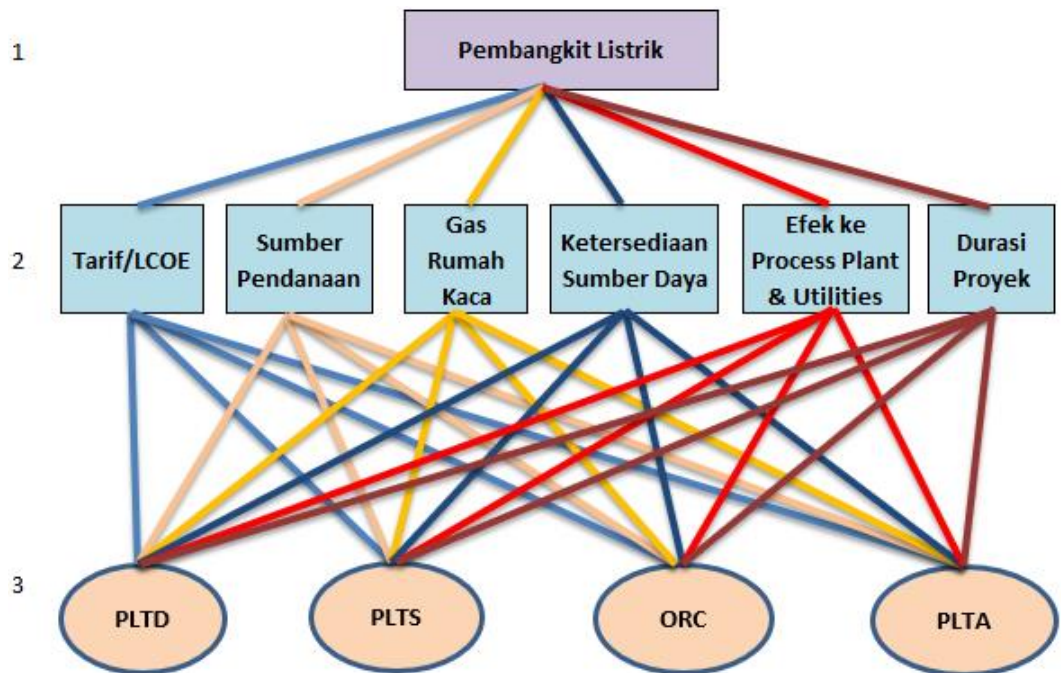 1
Pembangkit Listrik
2
Tarif/LCOE
Sumber
Pendanaan
Gas
Rumah
Kaca
Ketersediaan
Sumber Daya
Efek ke
Process Plant
& Utilities
Durasi
Proyek
3
PLTD
PLTS
ORC
PLTA